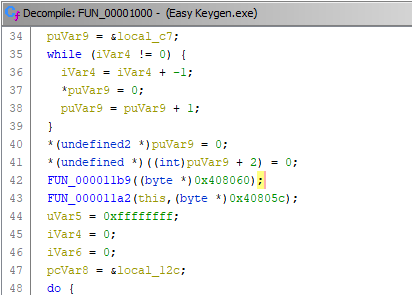 Decompile: FUN_00001000 - (Easy Keygen.exe)
34 puVar9 = &local_c7;
35 while (iVar4 != 0) {
36 iVar4 = iVar4 + -1;
37 *puVar9 = 0;
38 puVar9 = puVar9 + 1;
39 }
40 *(undefined2 *)puVar9 = 0;
41 *(undefined *)((int)puVar9 + 2) = 0;
42 FUN_000011b9((byte *)0x408060);
43 FUN_000011a2(this,(byte *)0x40805c);
44 uVar5 = 0xffffffff;
45 iVar4 = 0;
46 iVar6 = 0;
47 pcVar8 = &local_12c;
48 do {